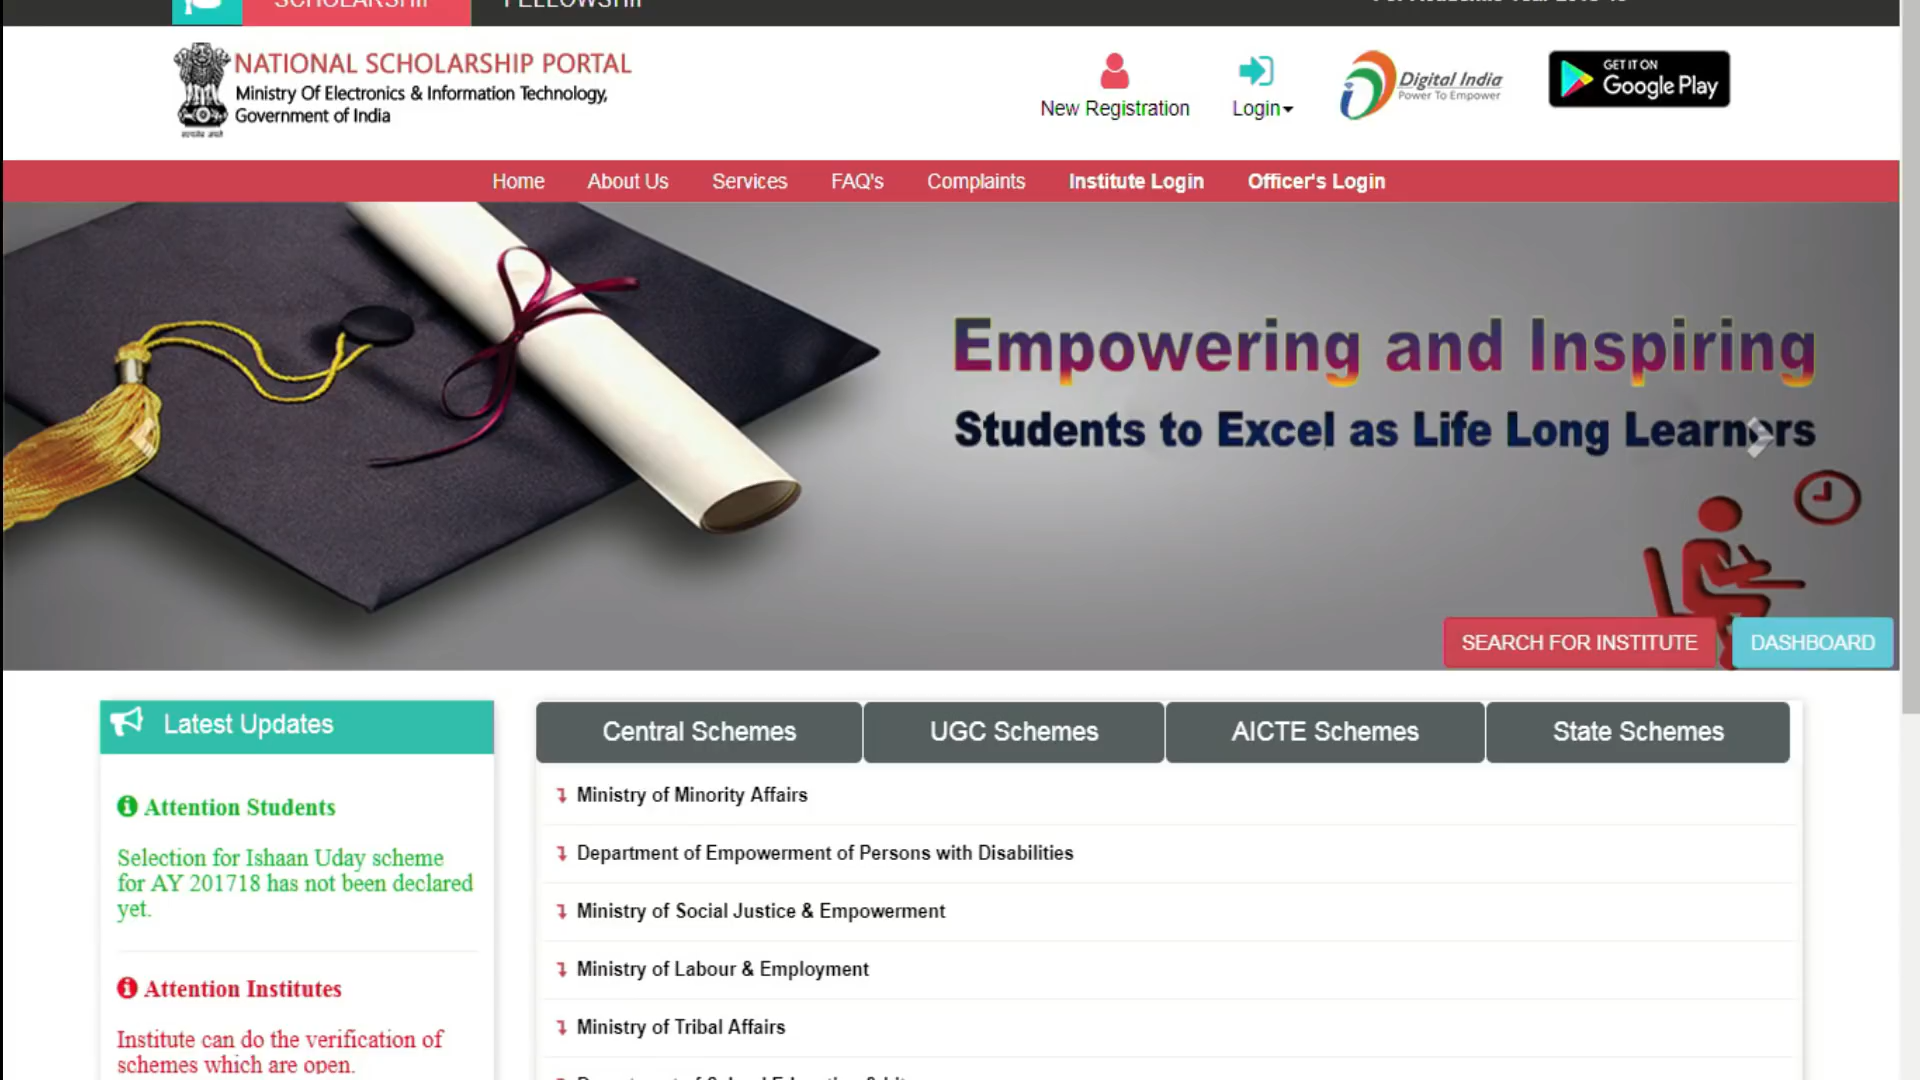 SCHOLARSHIP
FELLOWSHIP
NATIONAL SCHOLARSHIP PORTAL
Ministry Of Electronics & Information Technology,
Government of India
New Registration
Login
Digital India
Power To Empower
GET IT ON
Google Play
Home
About Us
Services
FAQ's
Complaints
Institute Login
Officer's Login
Empowering and Inspiring
Students to Excel as Life Long Learners
SEARCH FOR INSTITUTE
DASHBOARD
Latest Updates
Attention Students
Selection for Ishaan Uday scheme
for AY 201718 has not been declared
yet.
Attention Institutes
Institute can do the verification of
schemes which are open.
Central Schemes
UGC Schemes
AICTE Schemes
State Schemes
Ministry of Minority Affairs
Department of Empowerment of Persons with Disabilities
Ministry of Social Justice & Empowerment
Ministry of Labour & Employment
Ministry of Tribal Affairs